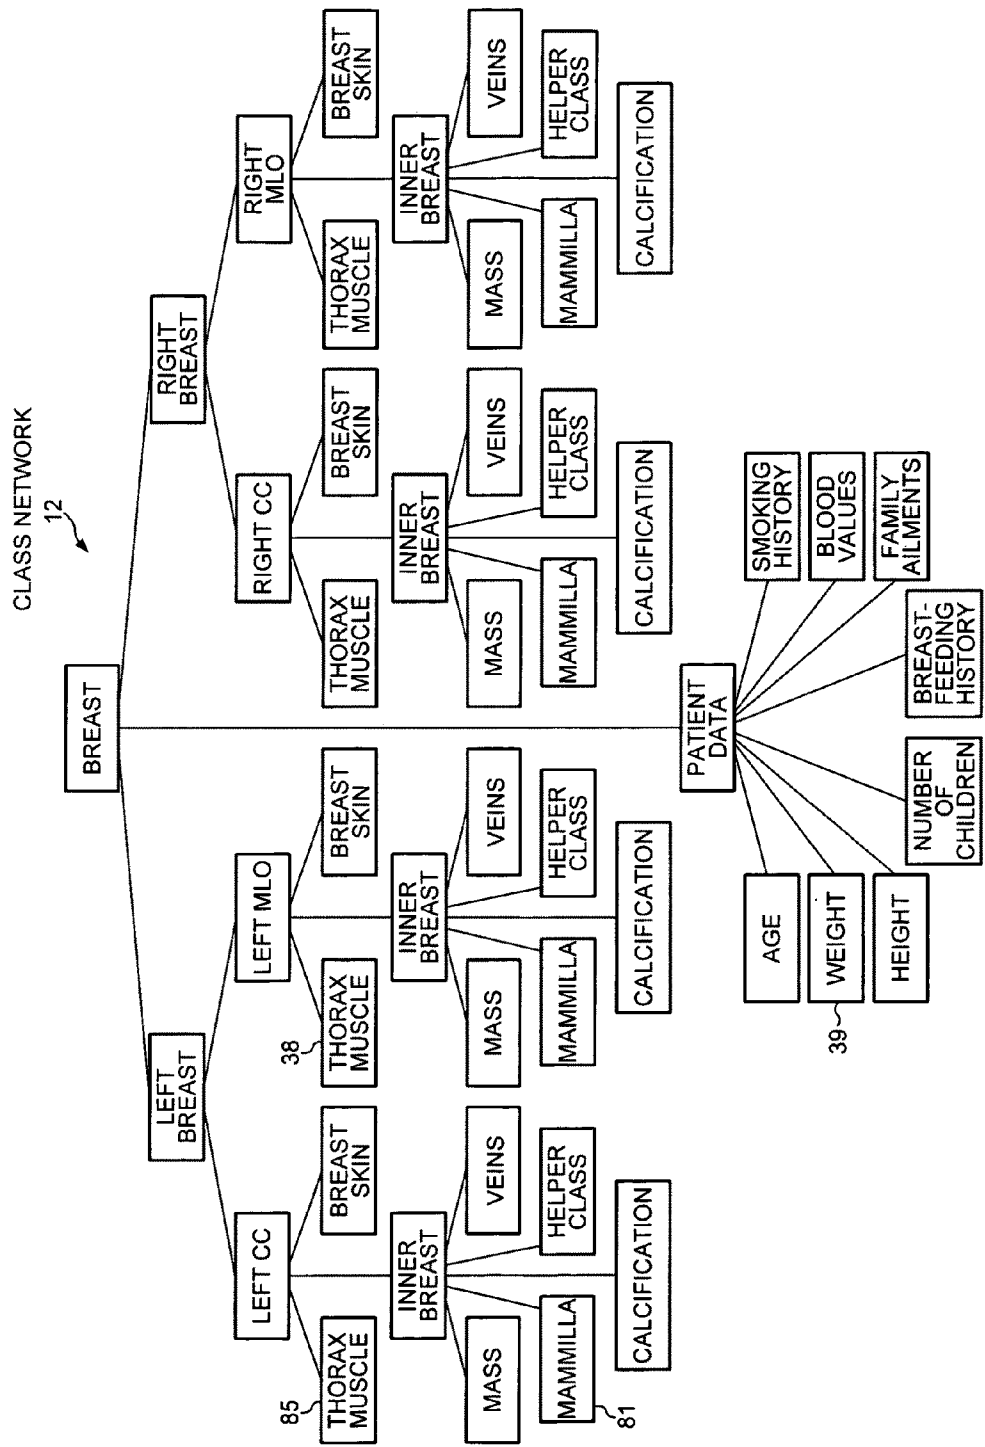 CLASS NETWORK
12
BREAST
LEFT
BREAST
RIGHT
BREAST
LEFT CC
LEFT MLO
RIGHT CC
RIGHT
MLO
85
THORAX
MUSCLE
BREAST
SKIN
38
THORAX
MUSCLE
BREAST
SKIN
THORAX
MUSCLE
BREAST
SKIN
THORAX
MUSCLE
BREAST
SKIN
INNER
BREAST
INNER
BREAST
INNER
BREAST
INNER
BREAST
MASS
VEINS
MASS
VEINS
MASS
VEINS
MASS
VEINS
MAMMILLA
81
HELPER
CLASS
MAMMILLA
HELPER
CLASS
MAMMILLA
HELPER
CLASS
MAMMILLA
HELPER
CLASS
CALCIFICATION
CALCIFICATION
CALCIFICATION
CALCIFICATION
PATIENT
DATA
AGE
SMOKING
HISTORY
39
WEIGHT
BLOOD
VALUES
HEIGHT
FAMILY
AILMENTS
NUMBER
OF
CHILDREN
BREAST-
FEEDING
HISTORY